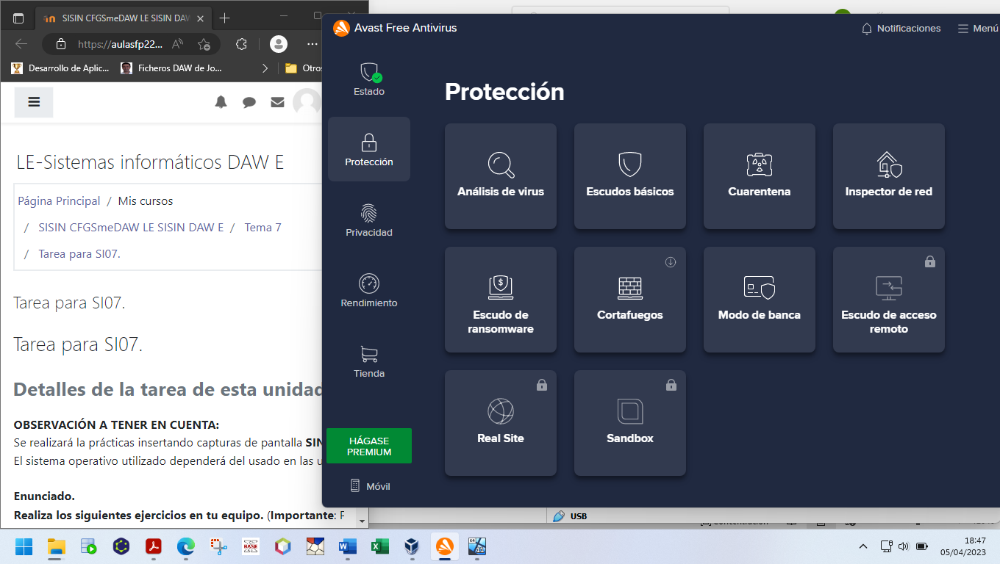 SISIN CFGSmeDAW LE SISIN DAW
https://aulasfp22...
Desarrollo de Aplic...
Ficheros DAW de Jo...
Otros
LE-Sistemas informáticos DAW E
Página Principal / Mis cursos
/ SISIN CFGSmeDAW LE SISIN DAW E / Tema 7
/ Tarea para SI07.
Tarea para SI07.
Tarea para SI07.
Detalles de la tarea de esta unidad
OBSERVACIÓN A TENER EN CUENTA:
Se realizará la prácticas insertando capturas de pantalla SIN
El sistema operativo utilizado dependerá del usado en las u
Enunciado.
Realiza los siguientes ejercicios en tu equipo. (Importante: P
Avast Free Antivirus
Notificaciones
Menú
Estado
Protección
Privacidad
Rendimiento
Tienda
HÁGASE
PREMIUM
Móvil
Protección
Análisis de virus
Escudos básicos
Cuarentena
Inspector de red
Escudo de
ransomware
Cortafuegos
Modo de banca
Escudo de acceso
remoto
Real Site
Sandbox
USB
18:47
05/04/2023